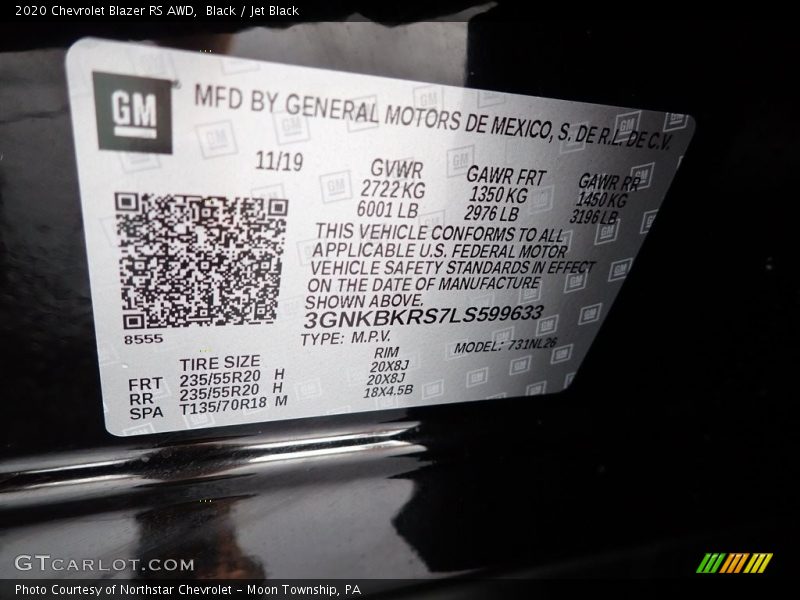 2020 Chevrolet Blazer RS AWD, Black / Jet Black
GM
MFD BY GENERAL MOTORS DE MEXICO, S. DE R.L. DE C.V.
11/19 GVWR GAWR FRT GAWR RR
2722 KG 1350 KG 1450 KG
6001 LB 2976 LB 3196 LB
THIS VEHICLE CONFORMS TO ALL
APPLICABLE U.S. FEDERAL MOTOR
VEHICLE SAFETY STANDARDS IN EFFECT
ON THE DATE OF MANUFACTURE
SHOWN ABOVE.
3GNKBKRS7LS599633
8555
TYPE: M.P.V. MODEL: 731NL26
TIRE SIZE RIM
FRT 235/55R20 H 20X8J
RR 235/55R20 H 20X8J
SPA T135/70R18 M 18X4.5B
GTCARLOT.COM
Photo Courtesy of Northstar Chevrolet - Moon Township, PA